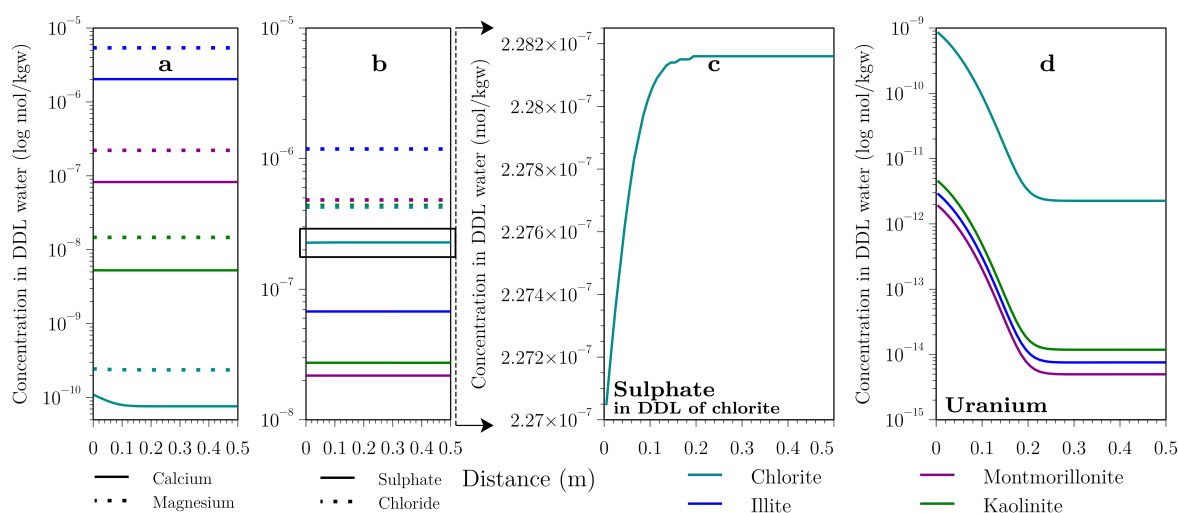 Concentration in DDL water (log mol/kgw)
10⁻⁵
10⁻⁶
10⁻⁷
10⁻⁸
10⁻⁹
10⁻¹⁰
a
0 0.1 0.2 0.3 0.4 0.5
10⁻⁵
10⁻⁶
10⁻⁷
10⁻⁸
b
0 0.1 0.2 0.3 0.4 0.5
Concentration in DDL water (mol/kgw)
2.282×10⁻⁷
2.28×10⁻⁷
2.278×10⁻⁷
2.276×10⁻⁷
2.274×10⁻⁷
2.272×10⁻⁷
2.27×10⁻⁷
c
Sulphate
in DDL of chlorite
0 0.1 0.2 0.3 0.4 0.5
Concentration in DDL water (log mol/kgw)
10⁻⁹
10⁻¹⁰
10⁻¹¹
10⁻¹²
10⁻¹³
10⁻¹⁴
10⁻¹⁵
d
Uranium
0 0.1 0.2 0.3 0.4 0.5
Distance (m)
Calcium
Magnesium
Sulphate
Chloride
Chlorite
Illite
Montmorillonite
Kaolinite